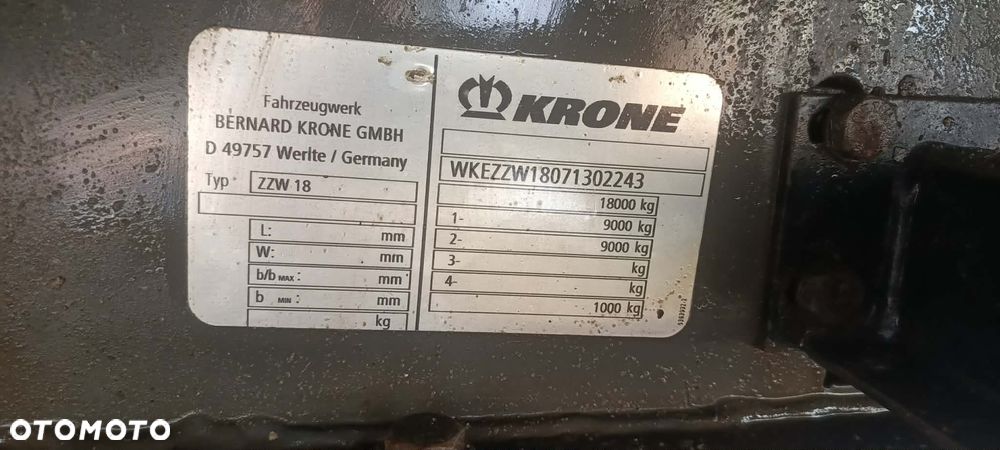 Fahrzeugwerk
BERNARD KRONE GMBH
D 49757 Werlte / Germany
Typ ZZW 18
L: mm
W: mm
b/b MAX : mm
b MIN : mm
kg
KRONE
WKEZZW18071302243
18000 kg
1- 9000 kg
2- 9000 kg
3- kg
4- kg
1000 kg
OTOMOTO